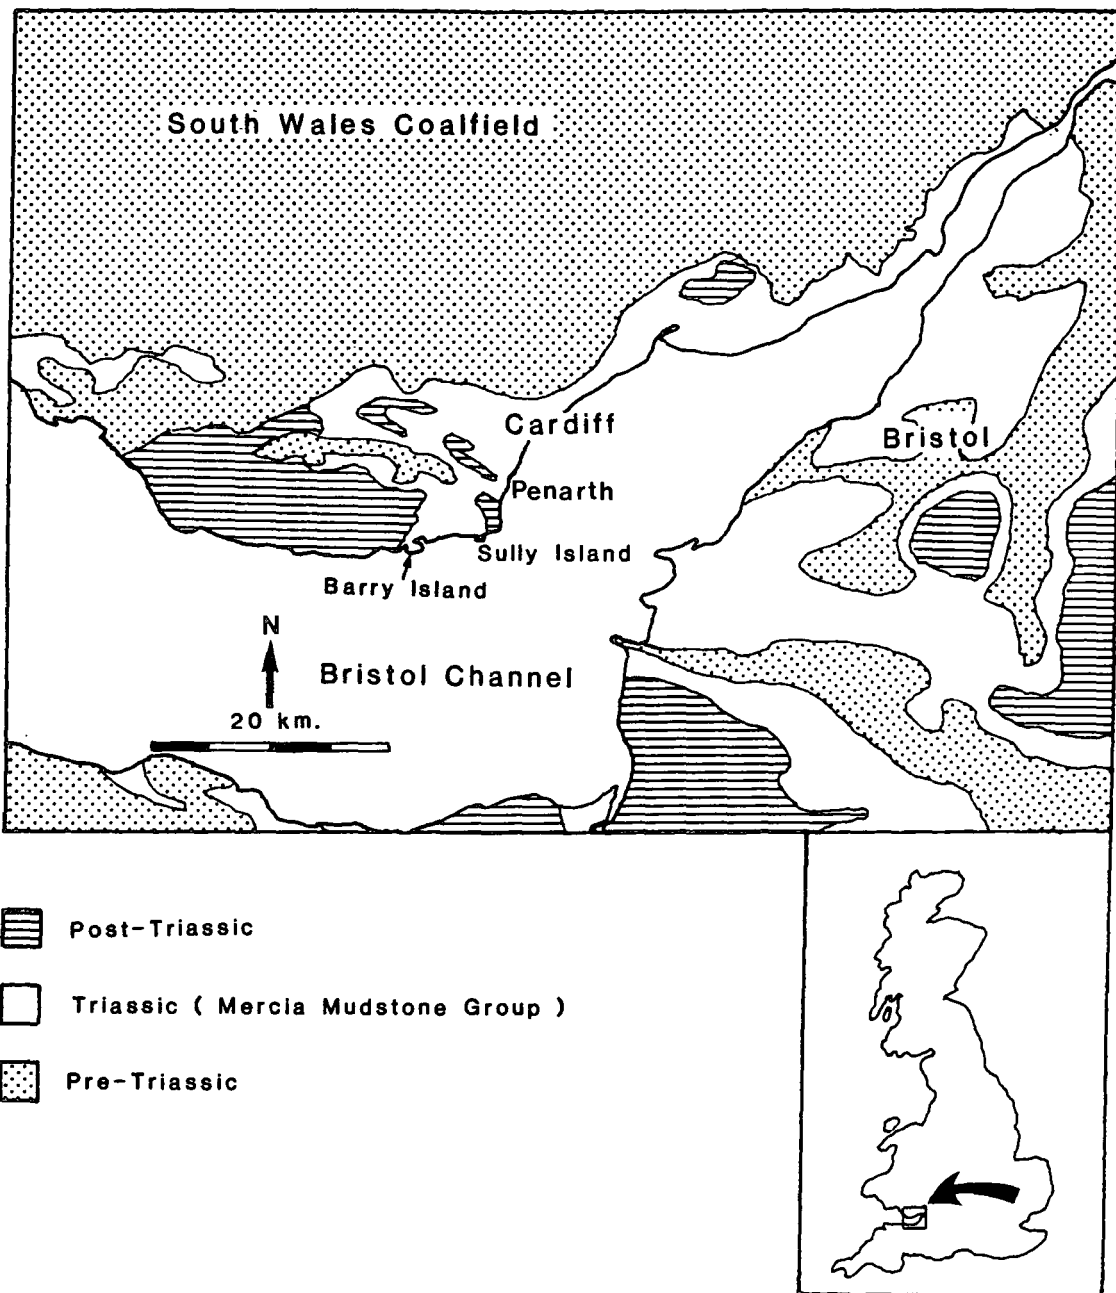 South Wales Coalfield
Cardiff
Bristol
Penarth
Sully Island
Barry Island
N
Bristol Channel
20 km.
Post-Triassic
Triassic ( Mercia Mudstone Group )
Pre-Triassic